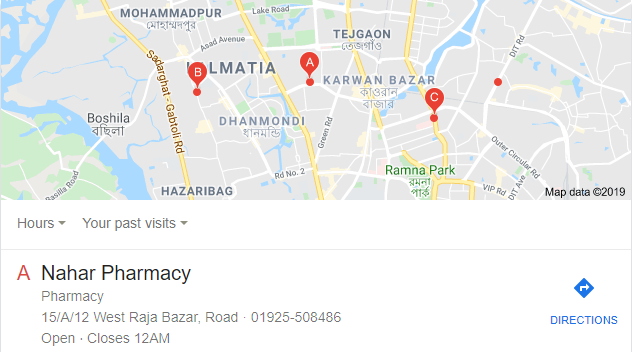 MOHAMMADPUR
মোহাম্মদপুর
Lake Road
Asad Avenue
TEJGAON
তেজগাঁও
Sadarghat - Gabtoli Rd
B
LALMATIA
A
KARWAN BAZAR
কাওরান
বাজার
DIT Rd
C
Boshila
বছিলা
DHANMONDI
ধানমন্ডি
Green Rd
Outer Circular Rd
Basilla Road
Rd No. 2
Ramna Park
রমনা
পার্ক
VIP Rd
DIT Ave
HAZARIBAG
Map data ©2019
Hours
Your past visits
A Nahar Pharmacy
Pharmacy
15/A/12 West Raja Bazar, Road · 01925-508486
Open · Closes 12AM
DIRECTIONS